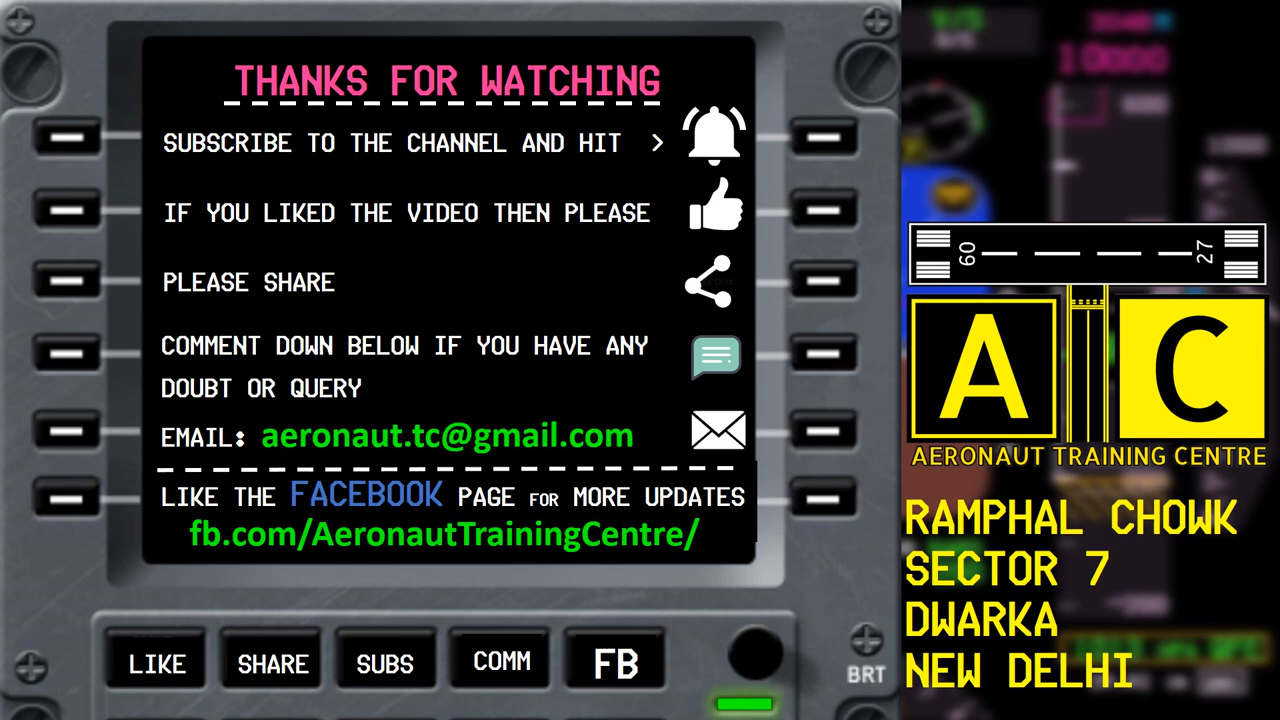 THANKS FOR WATCHING
SUBSCRIBE TO THE CHANNEL AND HIT >
IF YOU LIKED THE VIDEO THEN PLEASE
PLEASE SHARE
COMMENT DOWN BELOW IF YOU HAVE ANY
DOUBT OR QUERY
EMAIL: aeronaut.tc@gmail.com
LIKE THE FACEBOOK PAGE FOR MORE UPDATES
fb.com/AeronautTrainingCentre/
LIKE SHARE SUBS COMM FB
BRT
10000
09 27
A C
AERONAUT TRAINING CENTRE
RAMPHAL CHOWK
SECTOR 7
DWARKA
NEW DELHI